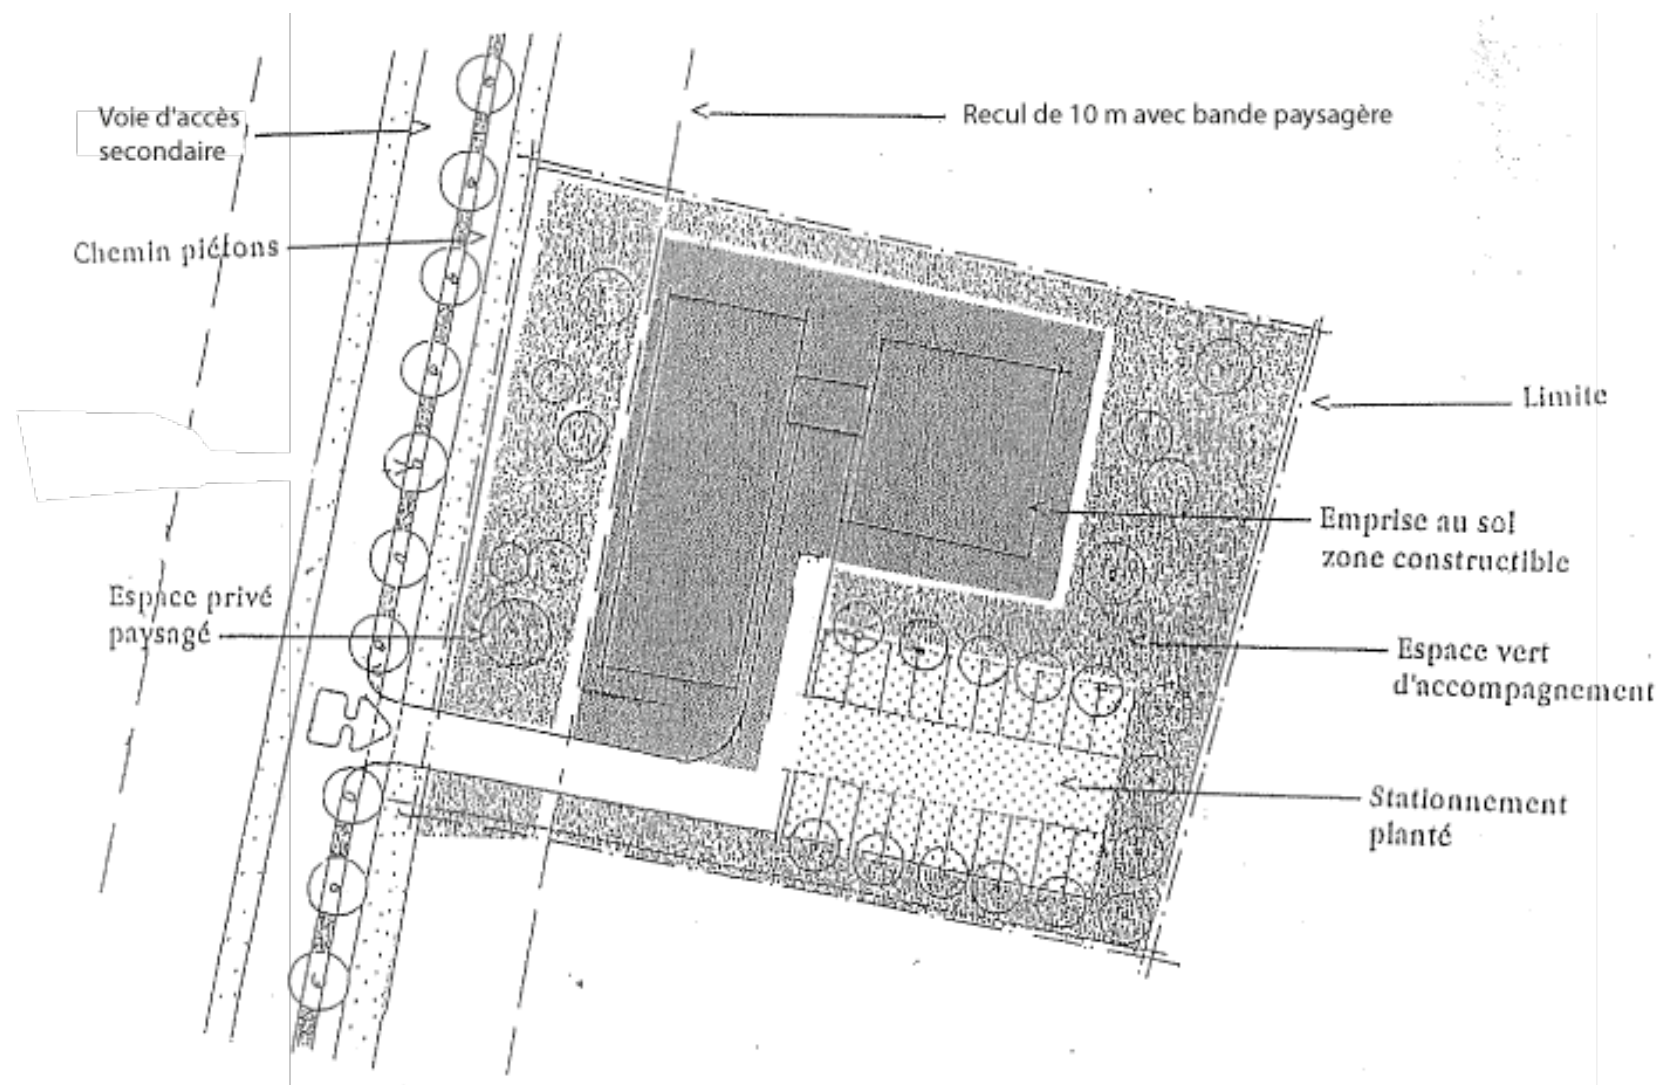 Voie d'accès
secondaire
Recul de 10 m avec bande paysagère
Chemin piétons
Limite
Emprise au sol
zone constructible
Espace privé
paysagé
Espace vert
d'accompagnement
Stationnement
planté